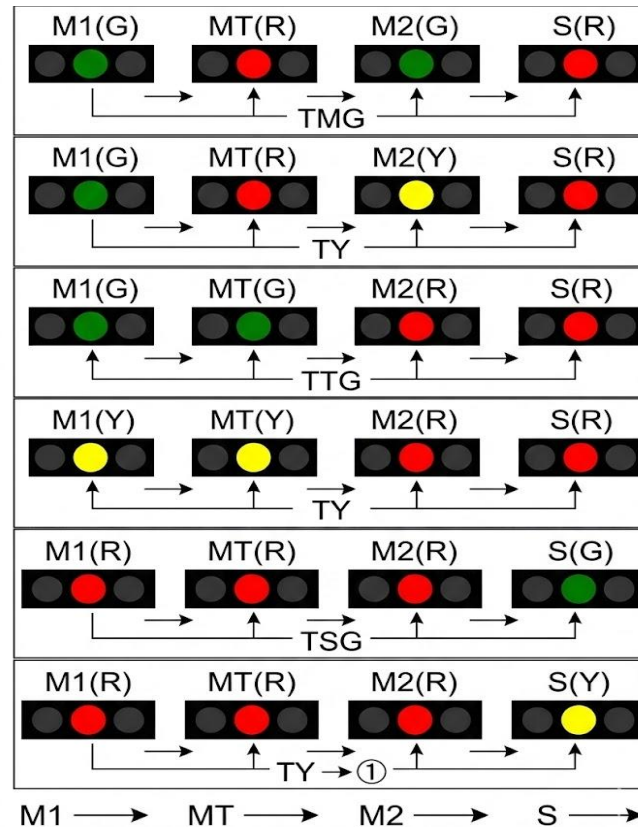 M1(G) MT(R) M2(G) S(R)
TMG
M1(G) MT(R) M2(Y) S(R)
TY
M1(G) MT(G) M2(R) S(R)
TTG
M1(Y) MT(Y) M2(R) S(R)
TY
M1(R) MT(R) M2(R) S(G)
TSG
M1(R) MT(R) M2(R) S(Y)
TY → ①
M1 → MT → M2 → S →